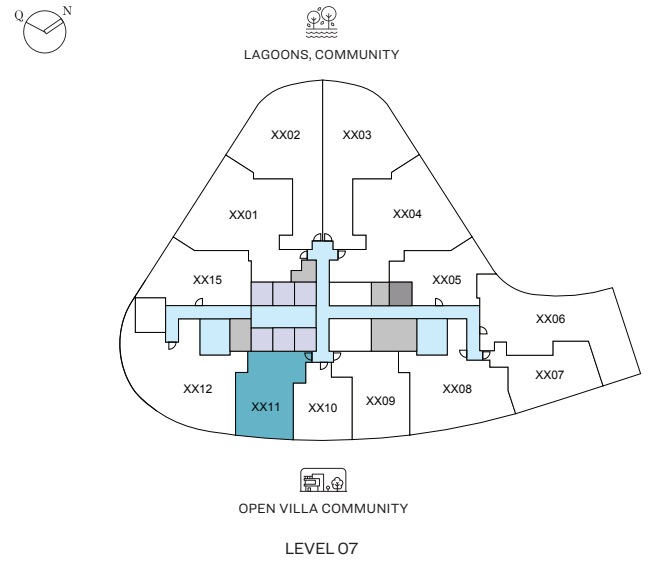 Q N
LAGOONS, COMMUNITY
XX02 XX03
XX01 XX04
XX15 XX05
XX06
XX12 XX11 XX10 XX09 XX08 XX07
OPEN VILLA COMMUNITY
LEVEL 07